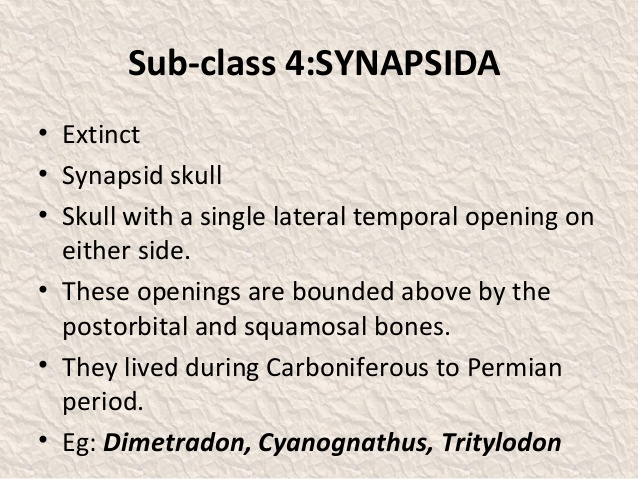 Sub-class 4:SYNAPSIDA
• Extinct
• Synapsid skull
• Skull with a single lateral temporal opening on
either side.
• These openings are bounded above by the
postorbital and squamosal bones.
• They lived during Carboniferous to Permian
period.
• Eg: Dimetradon, Cyanognathus, Tritylodon